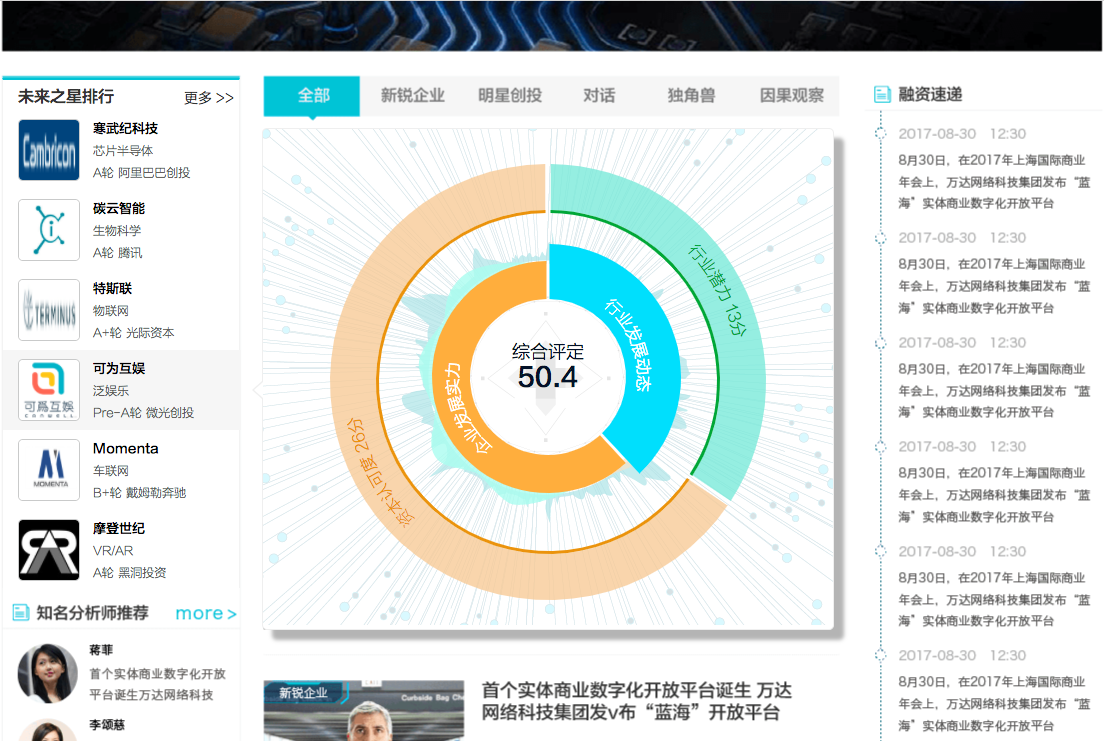 未来之星排行
更多 >>
Cambricon
寒武纪科技
芯片半导体
A轮 阿里巴巴创投
碳云智能
生物科学
A轮 腾讯
TERMINUS
特斯联
物联网
A+轮 光际资本
可爲互娱
可为互娱
泛娱乐
Pre-A轮 微光创投
MOMENTA
Momenta
车联网
B+轮 戴姆勒奔驰
摩登世纪
VR/AR
A轮 黑洞投资
知名分析师推荐
more >
蒋菲
首个实体商业数字化开放
平台诞生万达网络科技
李颂慈
全部 新锐企业 明星创投 对话 独角兽 因果观察
行业潜力 13分
行业发展动态
综合评定
50.4
企业发展实力
资本认可度 26分
新锐企业
Curbside Bag Che
首个实体商业数字化开放平台诞生 万达
网络科技集团发v布“蓝海”开放平台
融资速递
2017-08-30 12:30
8月30日，在2017年上海国际商业
年会上，万达网络科技集团发布“蓝
海”实体商业数字化开放平台
2017-08-30 12:30
8月30日，在2017年上海国际商业
年会上，万达网络科技集团发布“蓝
海”实体商业数字化开放平台
2017-08-30 12:30
8月30日，在2017年上海国际商业
年会上，万达网络科技集团发布“蓝
海”实体商业数字化开放平台
2017-08-30 12:30
8月30日，在2017年上海国际商业
年会上，万达网络科技集团发布“蓝
海”实体商业数字化开放平台
2017-08-30 12:30
8月30日，在2017年上海国际商业
年会上，万达网络科技集团发布“蓝
海”实体商业数字化开放平台
2017-08-30 12:30
8月30日，在2017年上海国际商业
年会上，万达网络科技集团发布“蓝
海”实体商业数字化开放平台